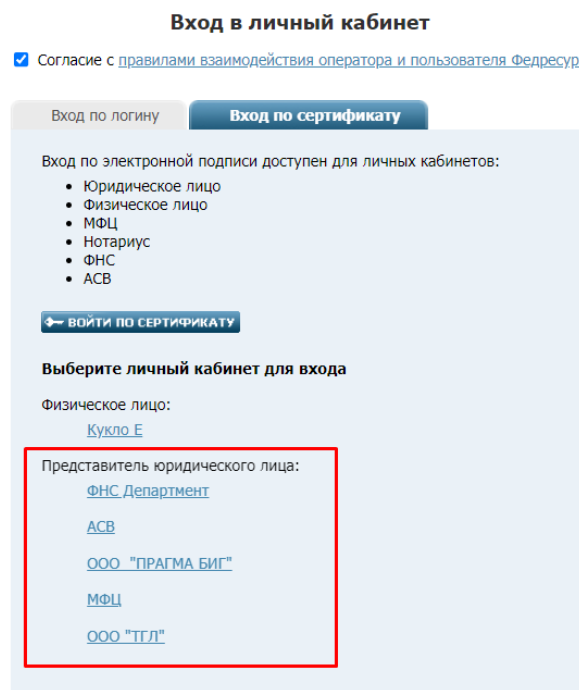 Вход в личный кабинет
Согласие с правилами взаимодействия оператора и пользователя Федресур
Вход по логину
Вход по сертификату
Вход по электронной подписи доступен для личных кабинетов:
• Юридическое лицо
• Физическое лицо
• МФЦ
• Нотариус
• ФНС
• АСВ
ВОЙТИ ПО СЕРТИФИКАТУ
Выберите личный кабинет для входа
Физическое лицо:
Кукло Е
Представитель юридического лица:
ФНС Департмент
АСВ
ООО "ПРАГМА БИГ"
МФЦ
ООО "ТГЛ"